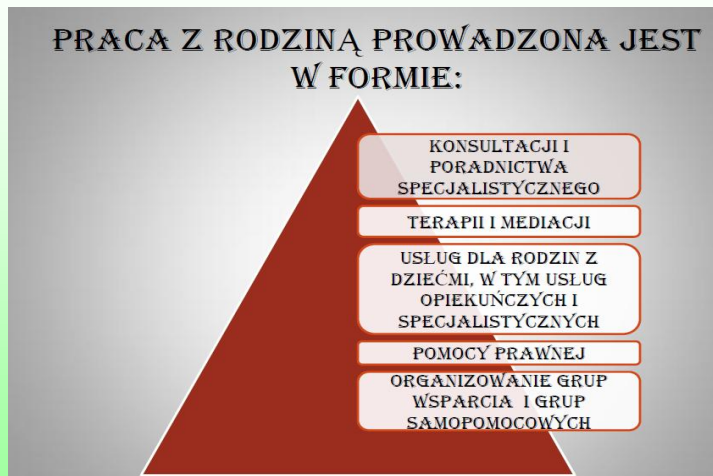 PRACA Z RODZINĄ PROWADZONA JEST
W FORMIE:
KONSULTACJI I
PORADNICTWA
SPECJALISTYCZNEGO
TERAPII I MEDIACJI
USŁUG DLA RODZIN Z
DZIEĆMI, W TYM USŁUG
OPIEKUŃCZYCH I
SPECJALISTYCZNYCH
POMOCY PRAWNEJ
ORGANIZOWANIE GRUP
WSPARCIA I GRUP
SAMOPOMOCOWYCH